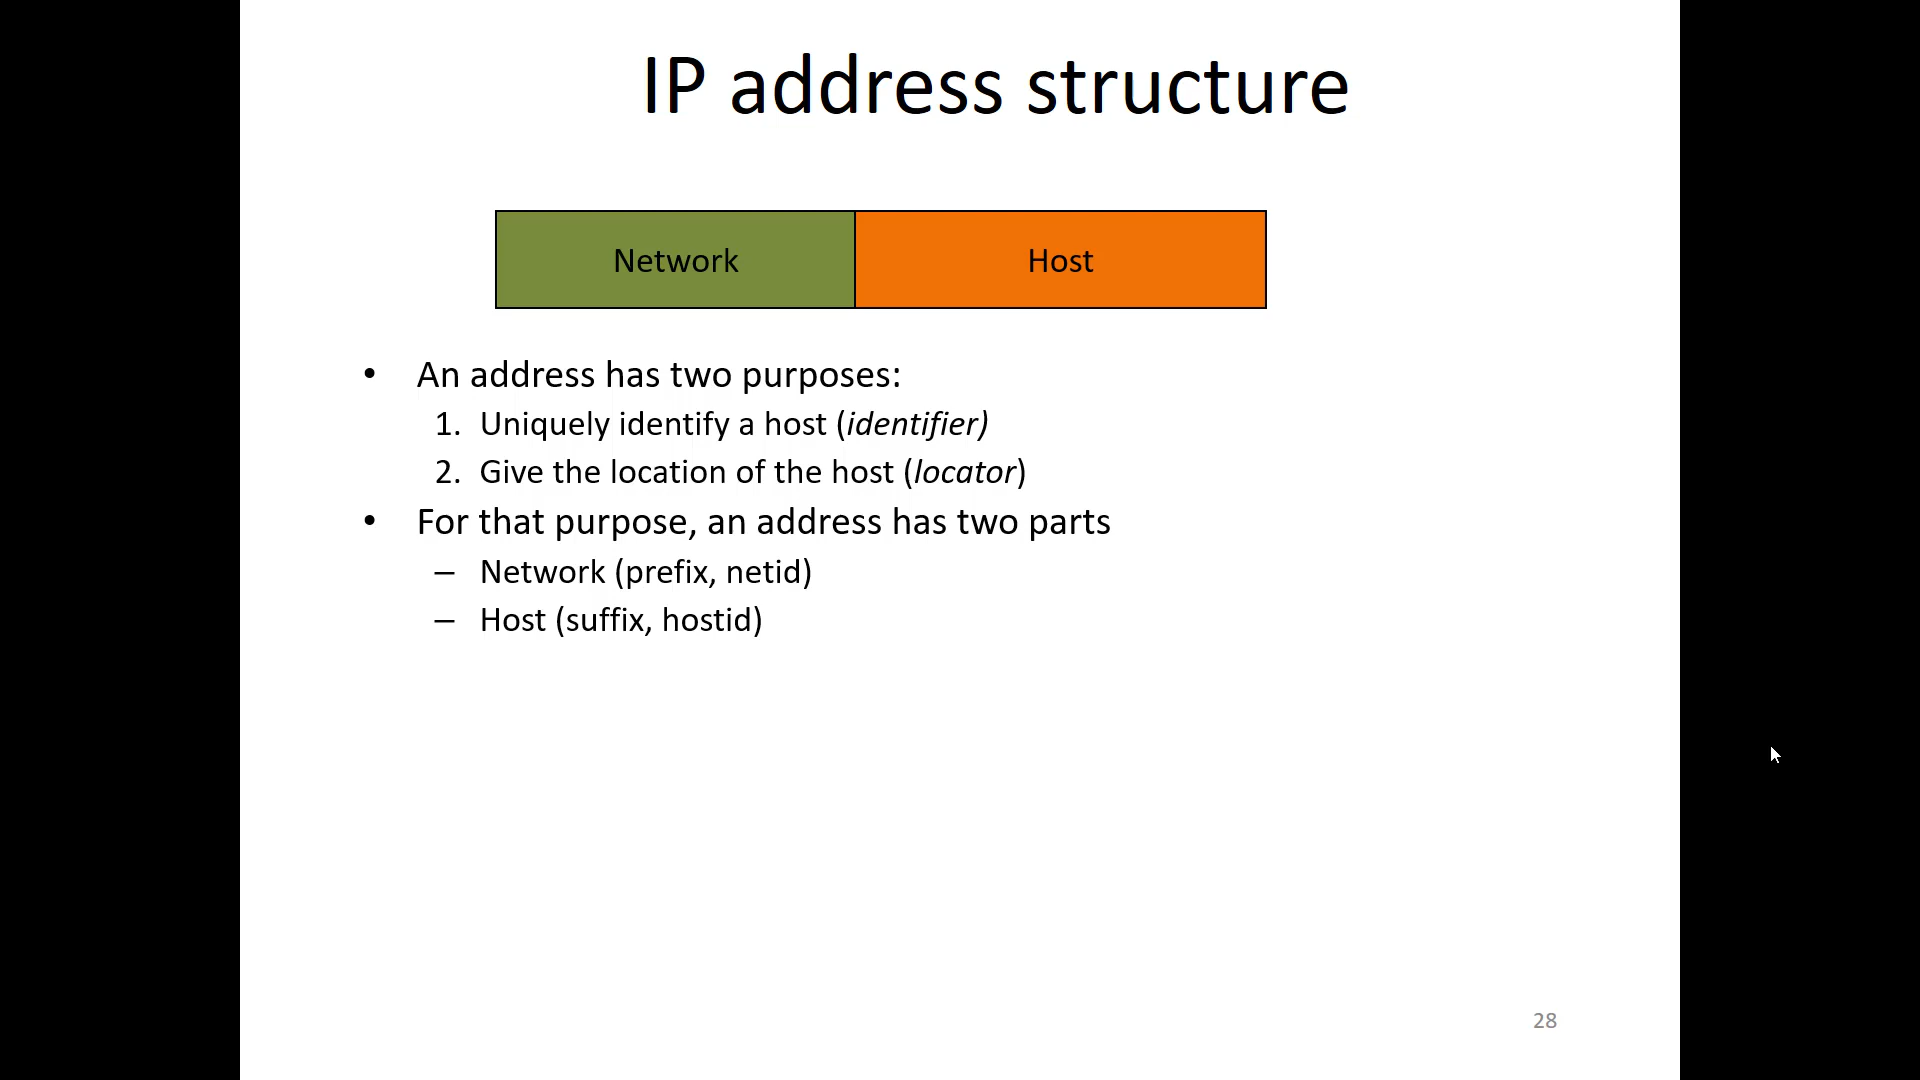 IP address structure
Network
Host
• An address has two purposes:
1. Uniquely identify a host (identifier)
2. Give the location of the host (locator)
• For that purpose, an address has two parts
– Network (prefix, netid)
– Host (suffix, hostid)
28